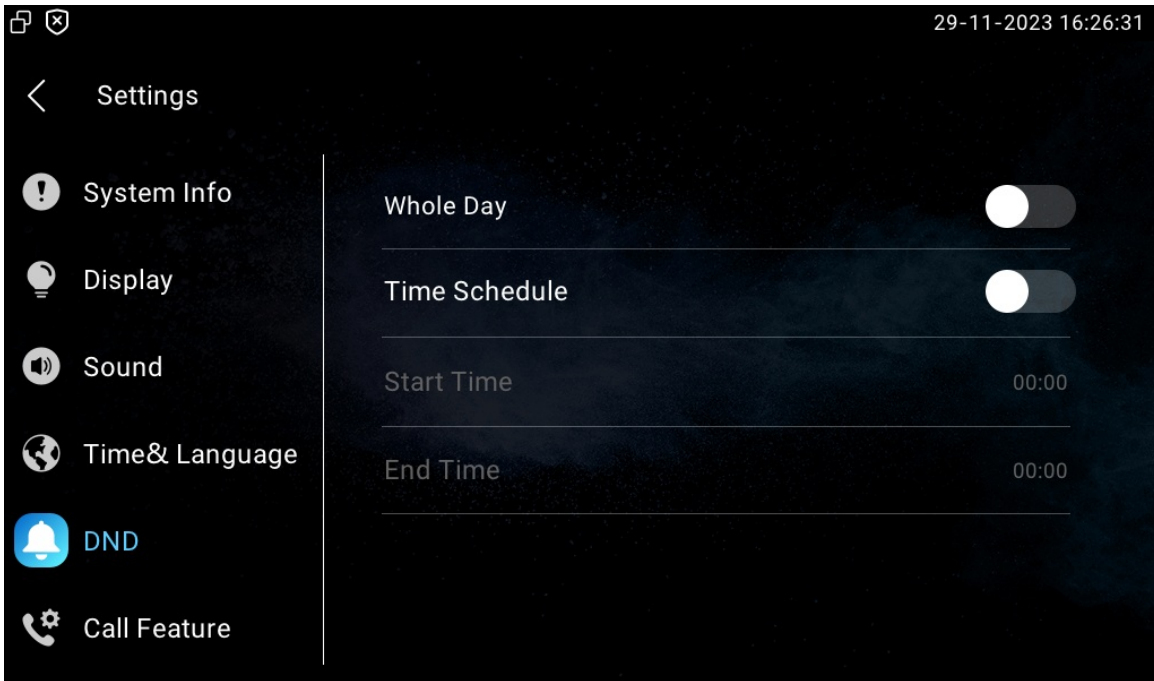 29-11-2023 16:26:31
Settings
System Info
Display
Sound
Time& Language
DND
Call Feature
Whole Day
Time Schedule
Start Time 00:00
End Time 00:00